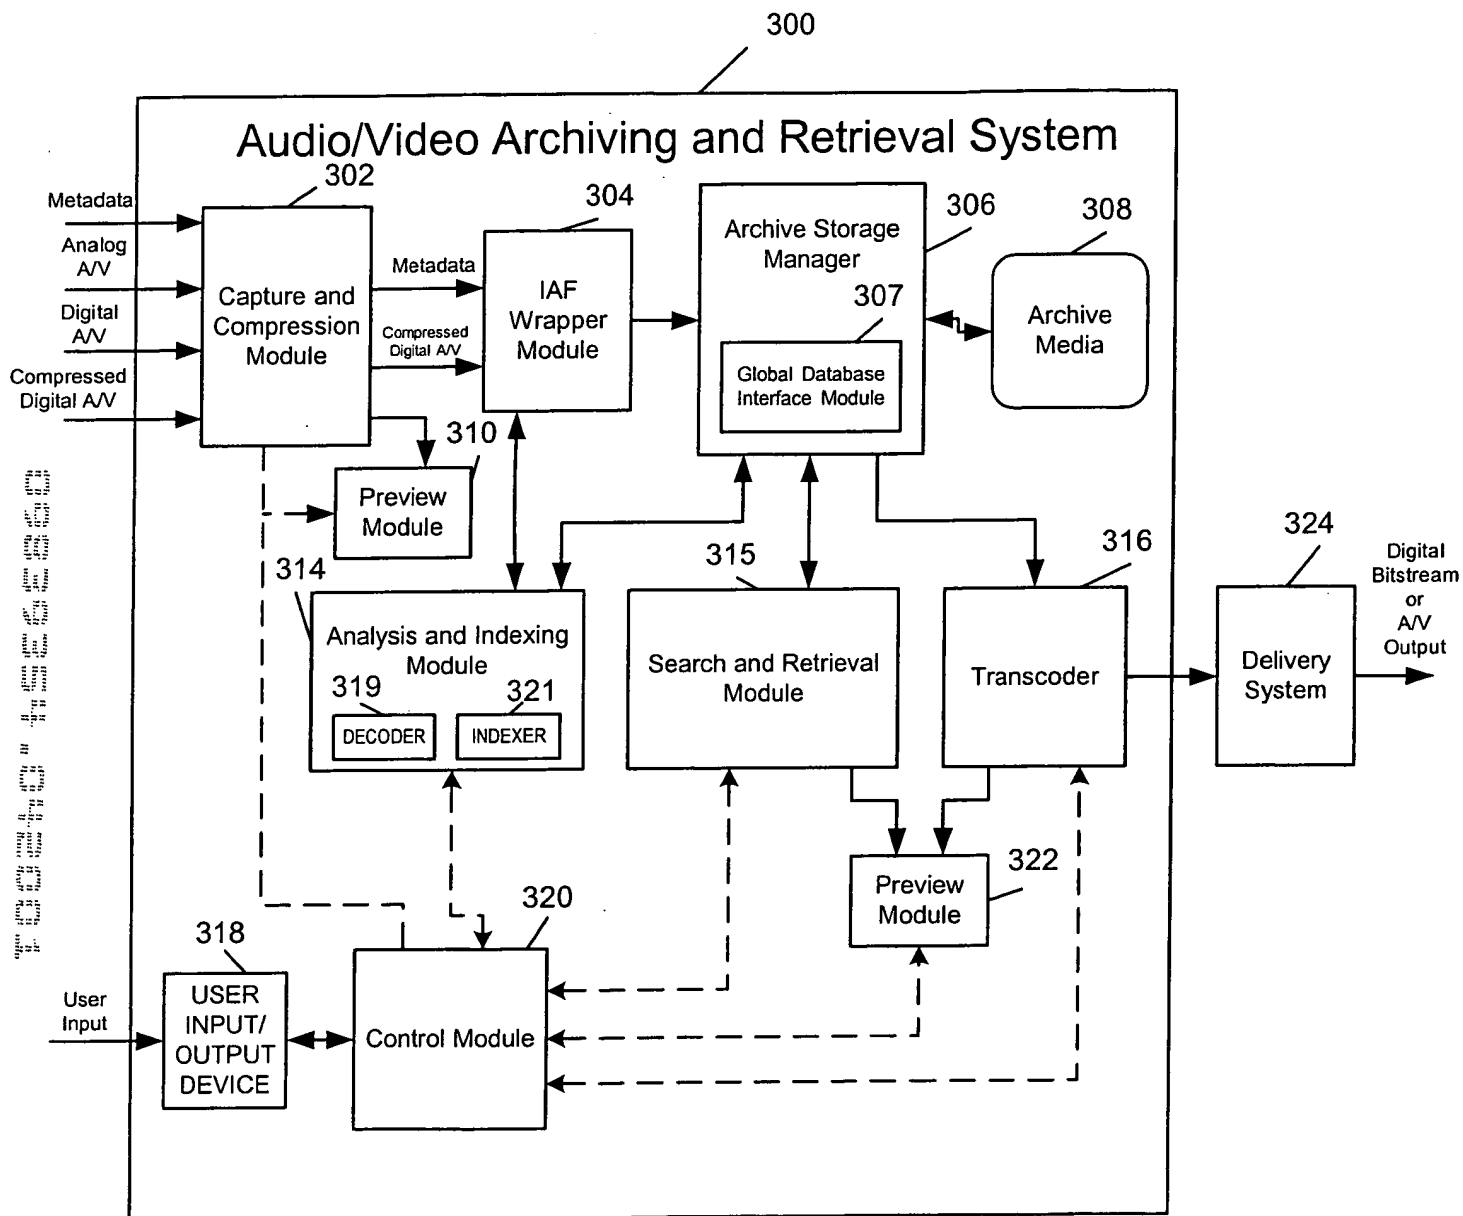 300
Audio/Video Archiving and Retrieval System
302
304
306
308
Metadata
Analog
A/V
Digital
A/V
Compressed
Digital A/V
Capture and
Compression
Module
Metadata
Compressed
Digital A/V
IAF
Wrapper
Module
Archive Storage
Manager
307
Global Database
Interface Module
Archive
Media
310
Preview
Module
314
Analysis and Indexing
Module
319
DECODER
321
INDEXER
315
Search and Retrieval
Module
316
Transcoder
324
Delivery
System
Digital
Bitstream
or
A/V
Output
322
Preview
Module
320
Control Module
318
USER
INPUT/
OUTPUT
DEVICE
User
Input